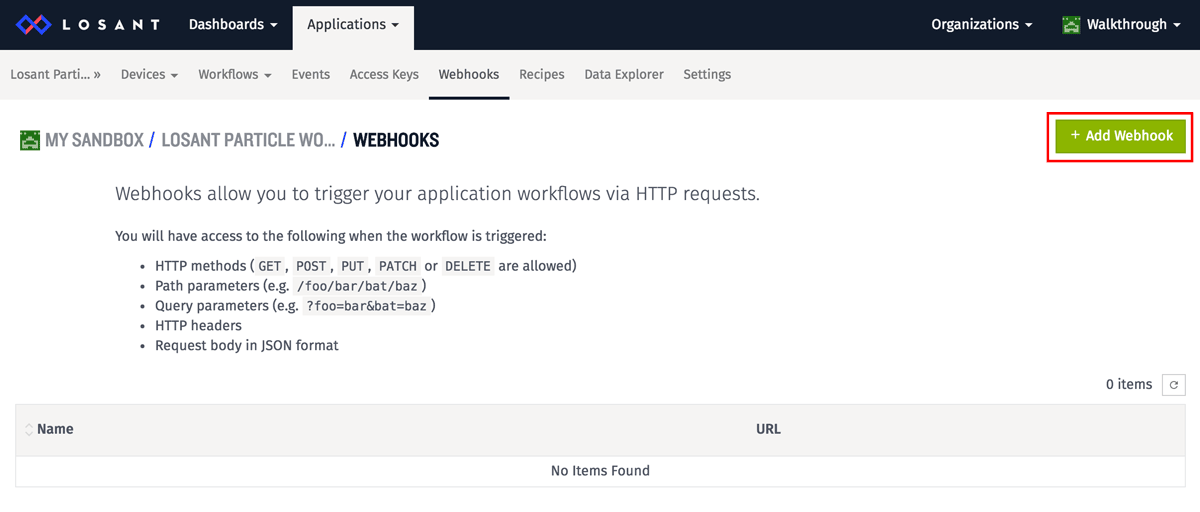 LOSANT Dashboards Applications Organizations Walkthrough
Losant Parti... » Devices Workflows Events Access Keys Webhooks Recipes Data Explorer Settings
MY SANDBOX / LOSANT PARTICLE WO... / WEBHOOKS
+ Add Webhook
Webhooks allow you to trigger your application workflows via HTTP requests.
You will have access to the following when the workflow is triggered:
• HTTP methods ( GET , POST , PUT , PATCH or DELETE are allowed)
• Path parameters (e.g. /foo/bar/bat/baz )
• Query parameters (e.g. ?foo=bar&bat=baz )
• HTTP headers
• Request body in JSON format
0 items
Name URL
No Items Found